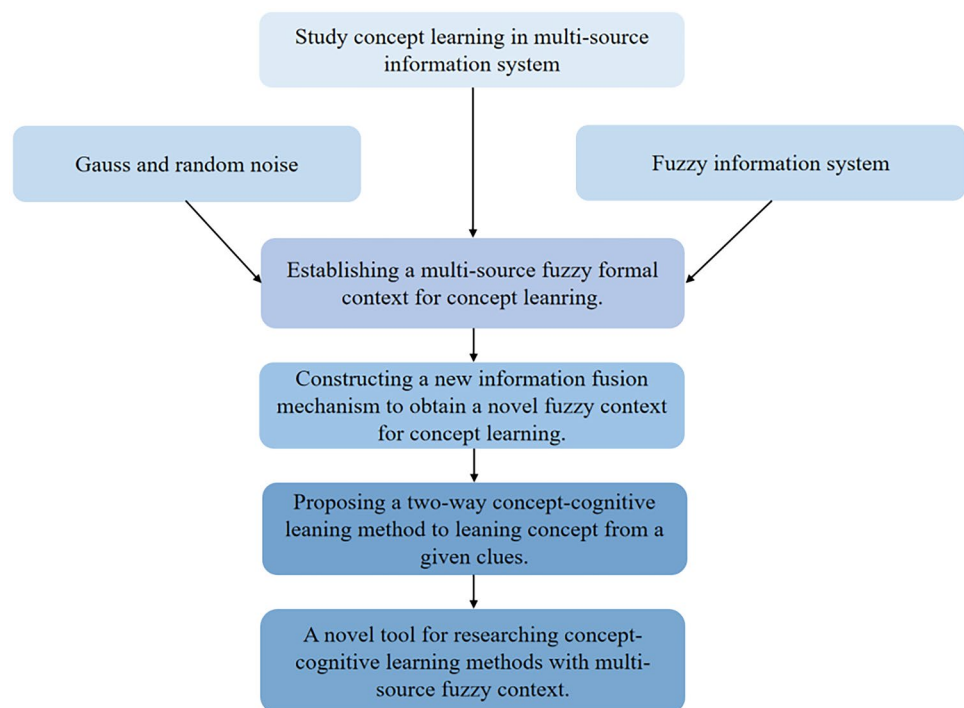 Study concept learning in multi-source
information system
Gauss and random noise
Fuzzy information system
Establishing a multi-source fuzzy formal
context for concept leanring.
Constructing a new information fusion
mechanism to obtain a novel fuzzy context
for concept learning.
Proposing a two-way concept-cognitive
leaning method to leaning concept from a
given clues.
A novel tool for researching concept-
cognitive learning methods with multi-
source fuzzy context.